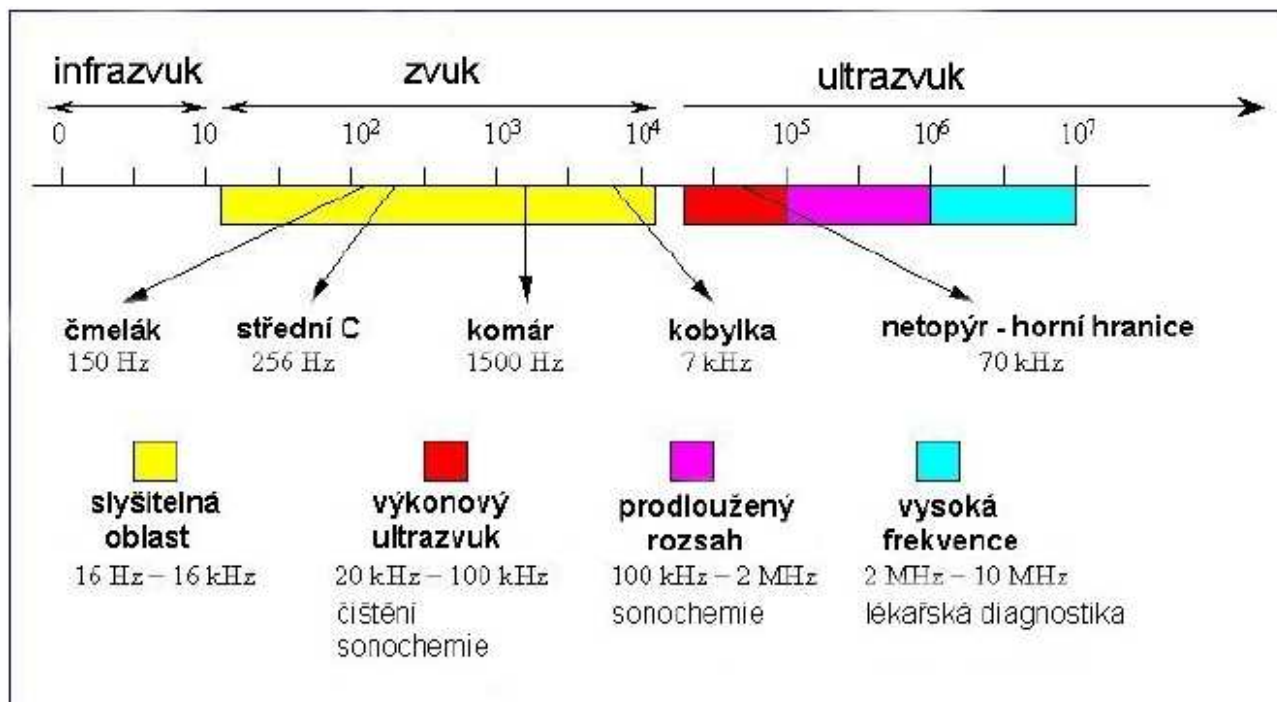 infrazvuk zvuk ultrazvuk
0 10 10² 10³ 10⁴ 10⁵ 10⁶ 10⁷
čmelák střední C komár kobylka netopýr - horní hranice
150 Hz 256 Hz 1500 Hz 7 kHz 70 kHz
slyšitelná výkonový prodloužený vysoká
oblast ultrazvuk rozsah frekvence
16 Hz – 16 kHz 20 kHz – 100 kHz 100 kHz – 2 MHz 2 MHz – 10 MHz
čištění sonochemie lékařská diagnostika
sonochemie